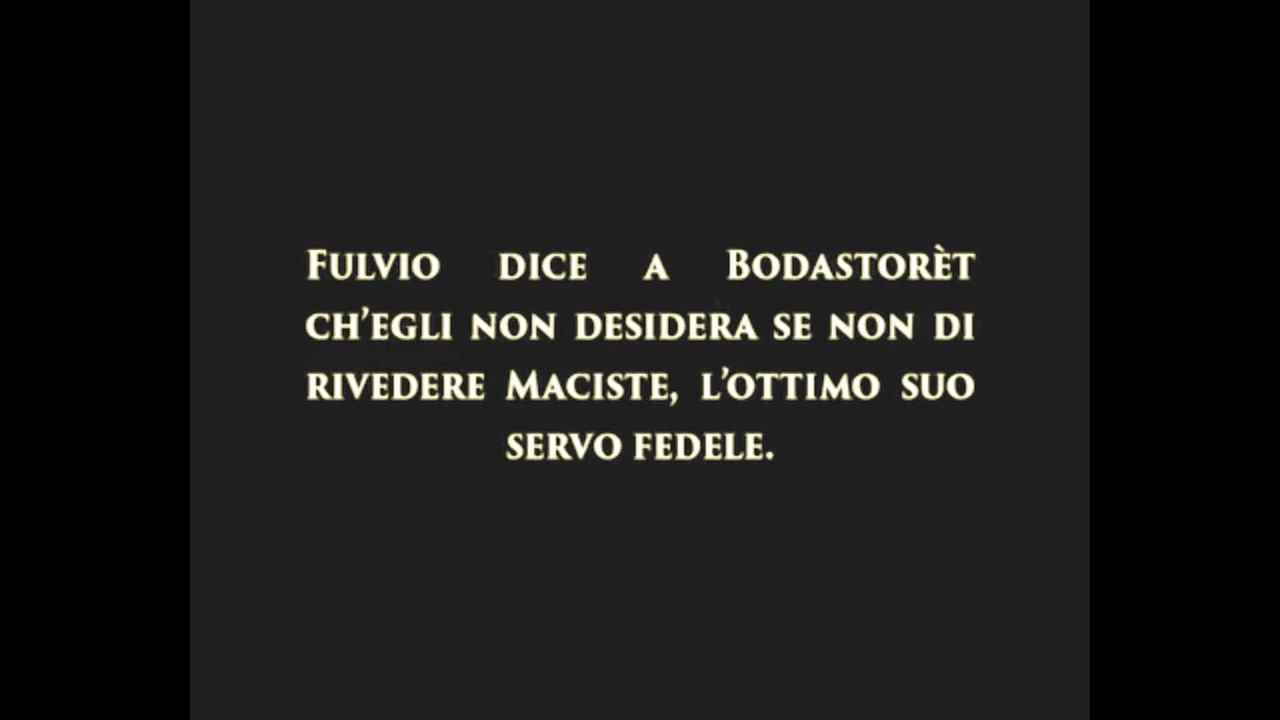 Fulvio dice a Bodastorèt
ch’egli non desidera se non di
rivedere Maciste, l’ottimo suo
servo fedele.